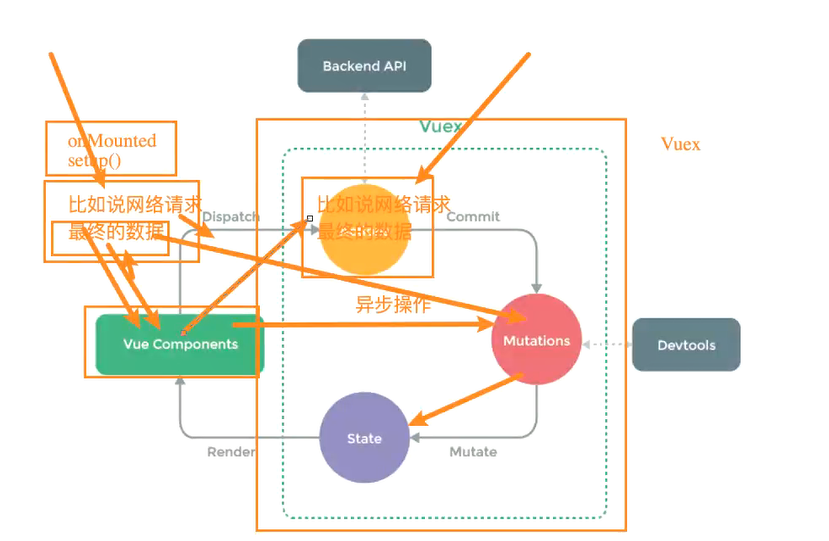 Backend API
Vuex
Vuex
onMounted
setup()
比如说网络请求
最终的数据
比如说网络请求
最终的数据
Dispatch
Commit
异步操作
Vue Components
Mutations
Devtools
State
Render
Mutate